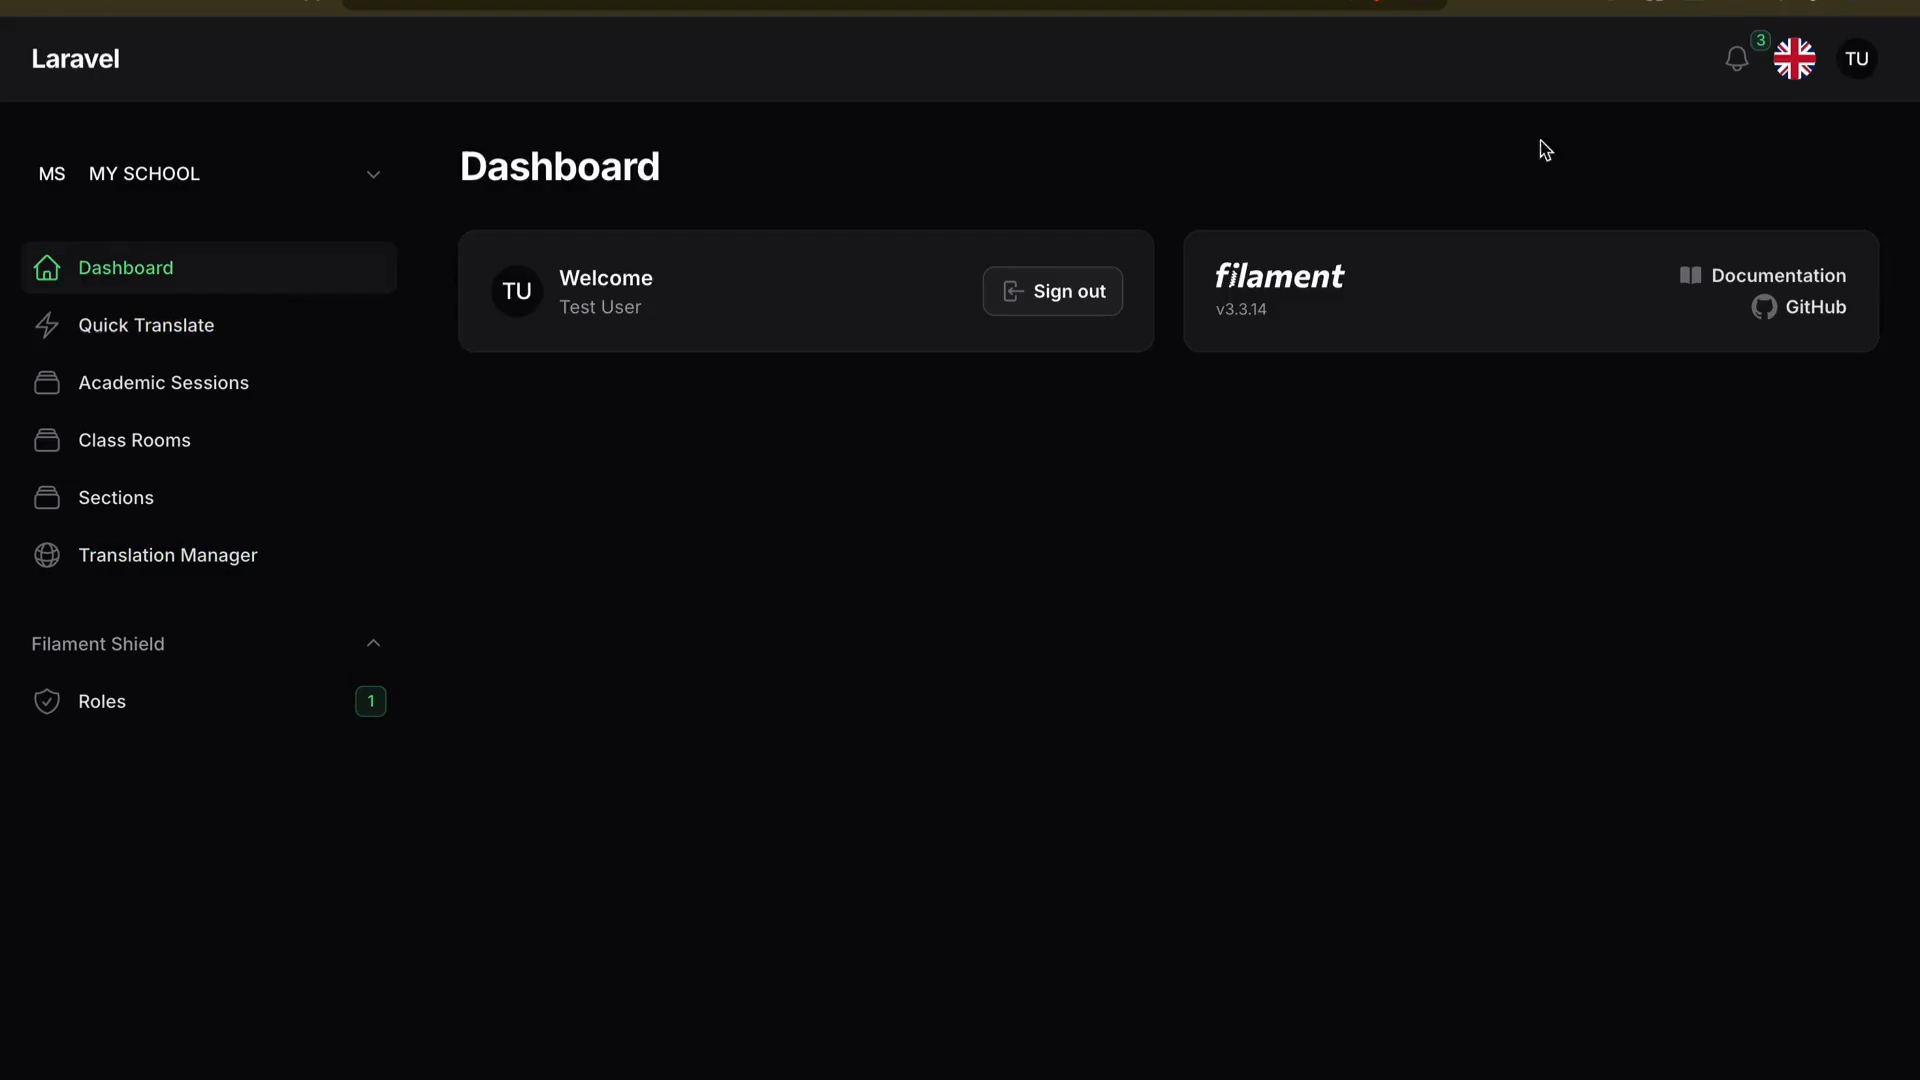 Laravel
3
TU
MS MY SCHOOL
Dashboard
Quick Translate
Academic Sessions
Class Rooms
Sections
Translation Manager
Filament Shield
Roles 1
Dashboard
TU
Welcome
Test User
Sign out
filament
v3.3.14
Documentation
GitHub